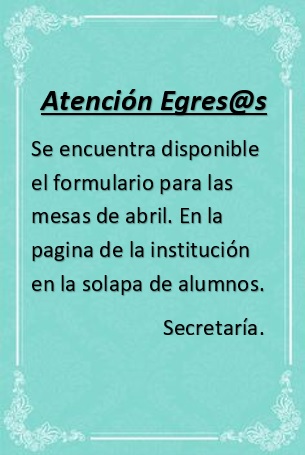 Atención Egres@s
Se encuentra disponible
el formulario para las
mesas de abril. En la
pagina de la institución
en la solapa de alumnos.
Secretaría.